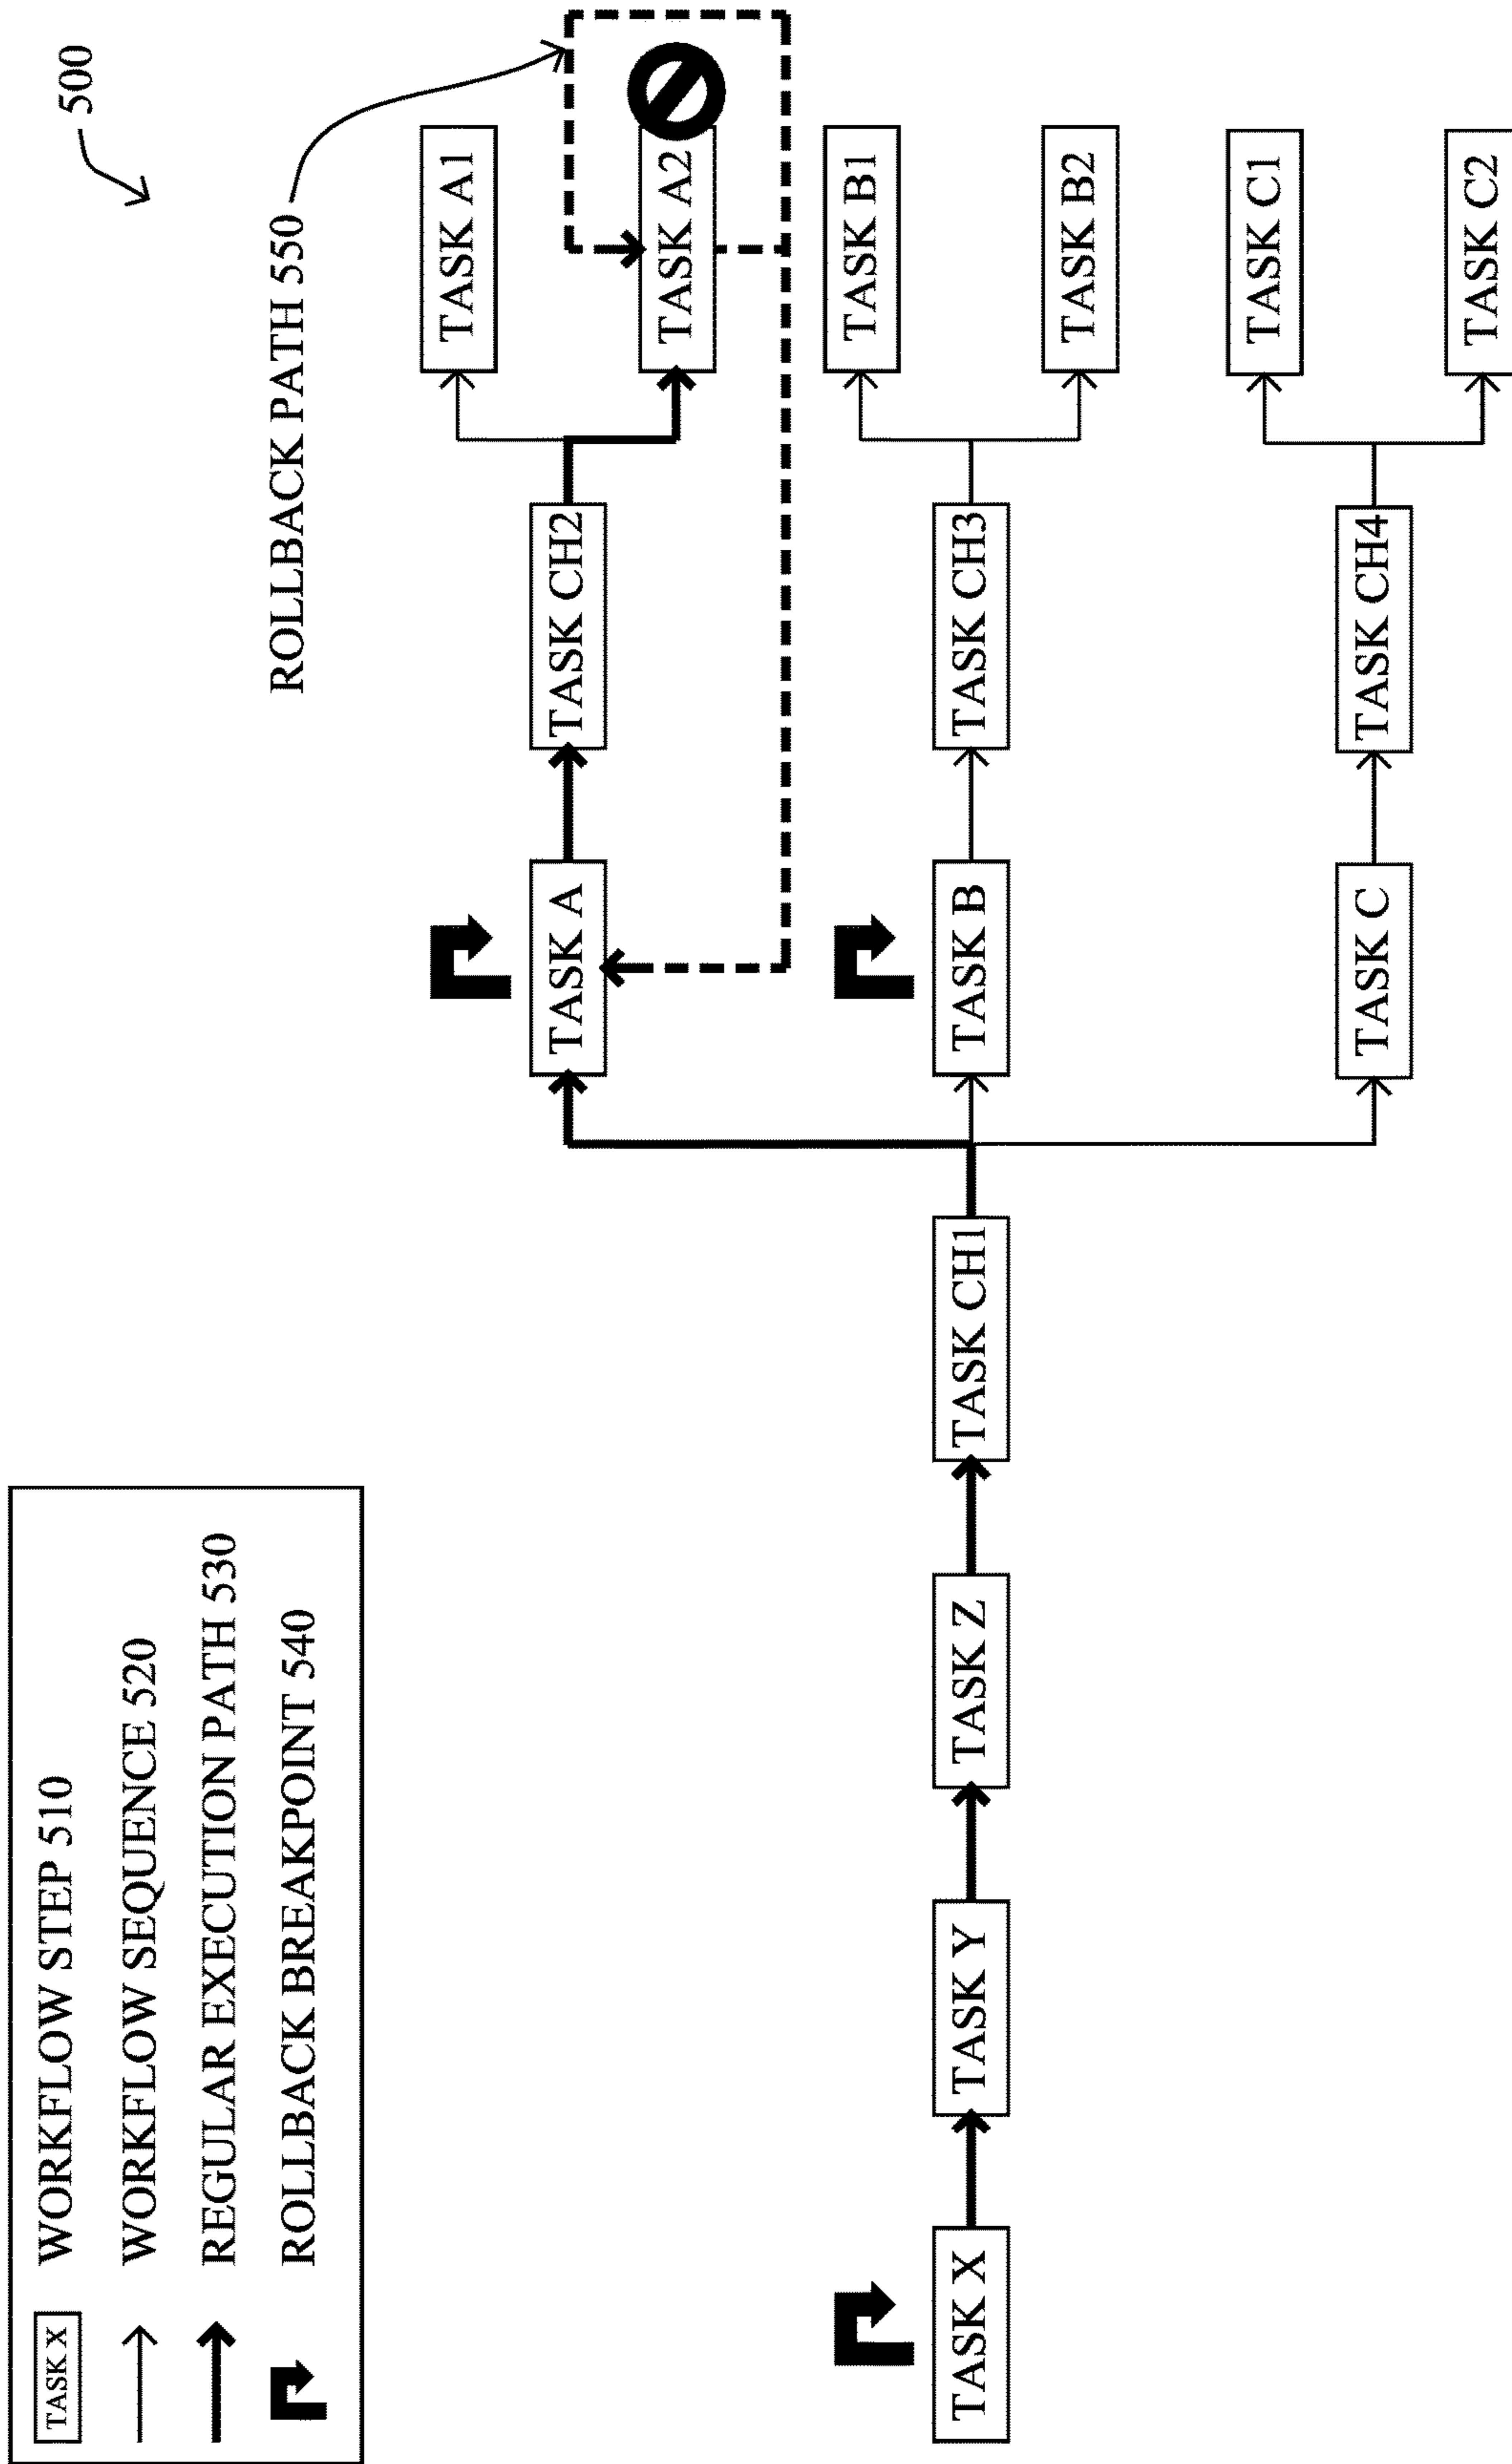 TASK X
WORKFLOW STEP 510
WORKFLOW SEQUENCE 520
REGULAR EXECUTION PATH 530
ROLLBACK BREAKPOINT 540
500
ROLLBACK PATH 550
TASK X
TASK Y
TASK Z
TASK CH1
TASK A
TASK CH2
TASK A1
TASK A2
TASK B
TASK CH3
TASK B1
TASK B2
TASK C
TASK CH4
TASK C1
TASK C2